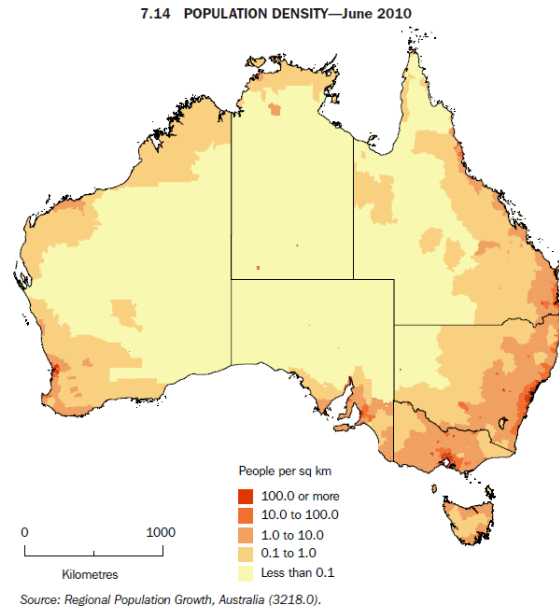 7.14 POPULATION DENSITY—June 2010
People per sq km
100.0 or more
10.0 to 100.0
1.0 to 10.0
0.1 to 1.0
Less than 0.1
0 1000
Kilometres
Source: Regional Population Growth, Australia (3218.0).